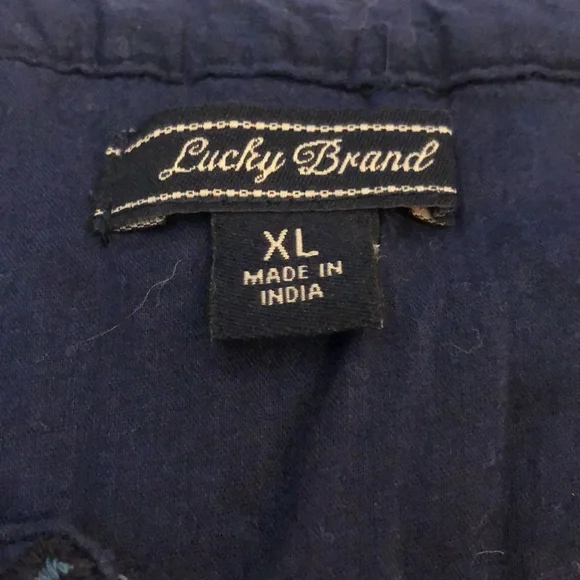 Lucky Brand
XL
MADE IN
INDIA